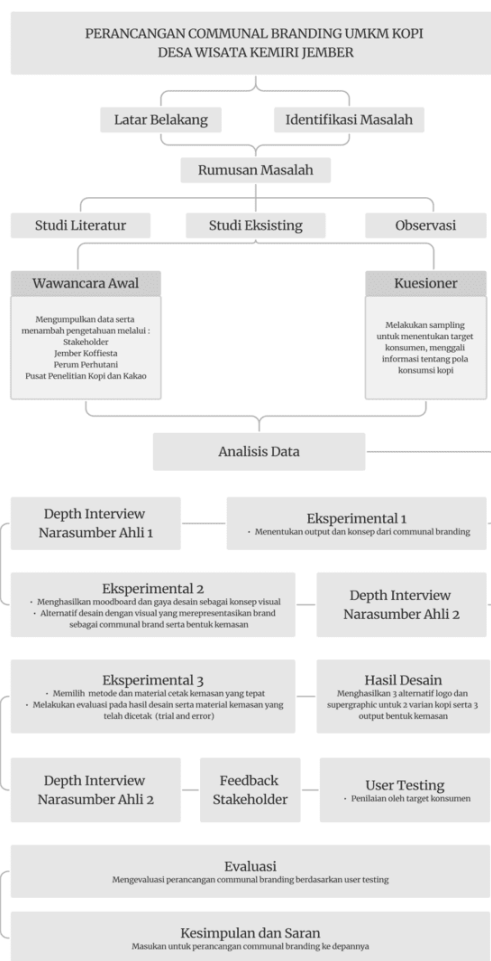 PERANCANGAN COMMUNAL BRANDING UMKM KOPI
DESA WISATA KEMIRI JEMBER
Latar Belakang
Identifikasi Masalah
Rumusan Masalah
Studi Literatur
Studi Eksisting
Observasi
Wawancara Awal
Mengumpulkan data serta
menambah pengetahuan melalui :
Stakeholder
Jember Koffiesta
Perum Perhutani
Pusat Penelitian Kopi dan Kakao
Kuesioner
Melakukan sampling
untuk menentukan target
konsumen, menggali
informasi tentang pola
konsumsi kopi
Analisis Data
Depth Interview
Narasumber Ahli 1
Eksperimental 1
• Menentukan output dan konsep dari communal branding
Eksperimental 2
• Menghasilkan moodboard dan gaya desain sebagai konsep visual
• Alternatif desain dengan visual yang merepresentasikan brand
sebagai communal brand serta bentuk kemasan
Depth Interview
Narasumber Ahli 2
Eksperimental 3
• Memilih metode dan material cetak kemasan yang tepat
• Melakukan evaluasi pada hasil desain serta material kemasan yang
telah dicetak (trial and error)
Hasil Desain
Menghasilkan 3 alternatif logo dan
supergraphic untuk 2 varian kopi serta 3
output bentuk kemasan
Depth Interview
Narasumber Ahli 2
Feedback
Stakeholder
User Testing
• Penilaian oleh target konsumen
Evaluasi
Mengevaluasi perancangan communal branding berdasarkan user testing
Kesimpulan dan Saran
Masukan untuk perancangan communal branding ke depannya